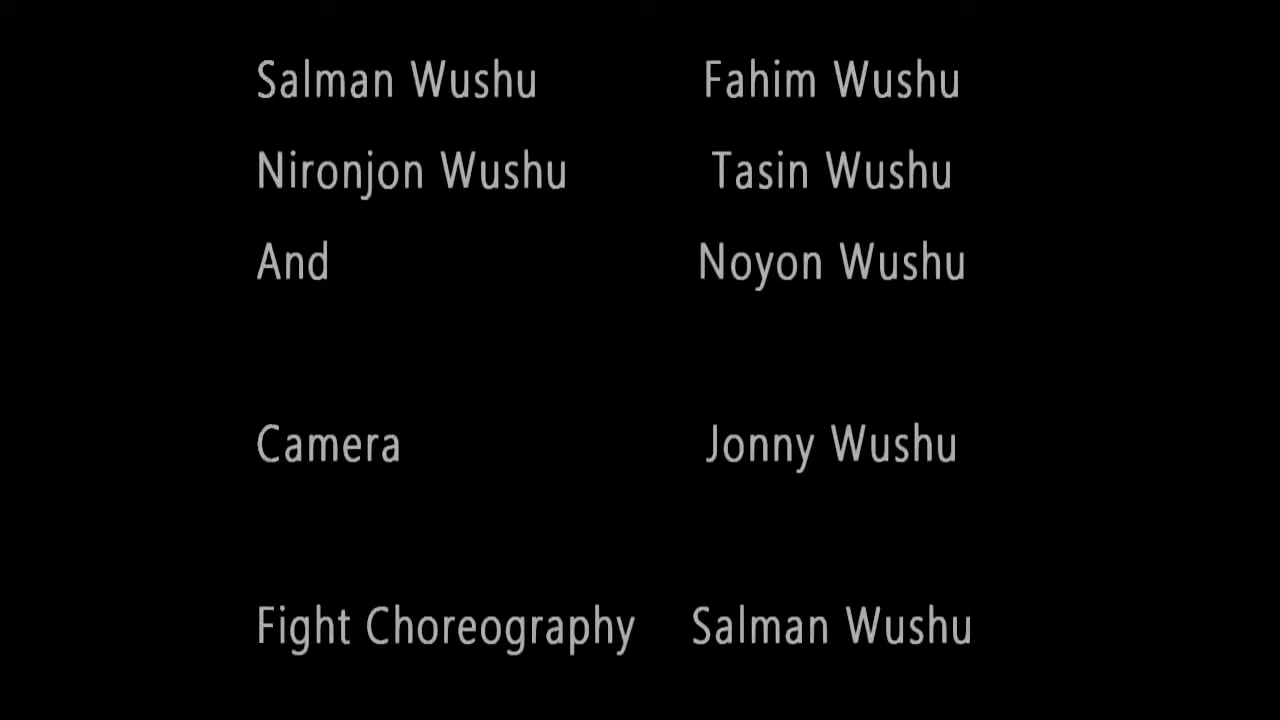 Salman Wushu Fahim Wushu
Nironjon Wushu Tasin Wushu
And Noyon Wushu
Camera Jonny Wushu
Fight Choreography Salman Wushu